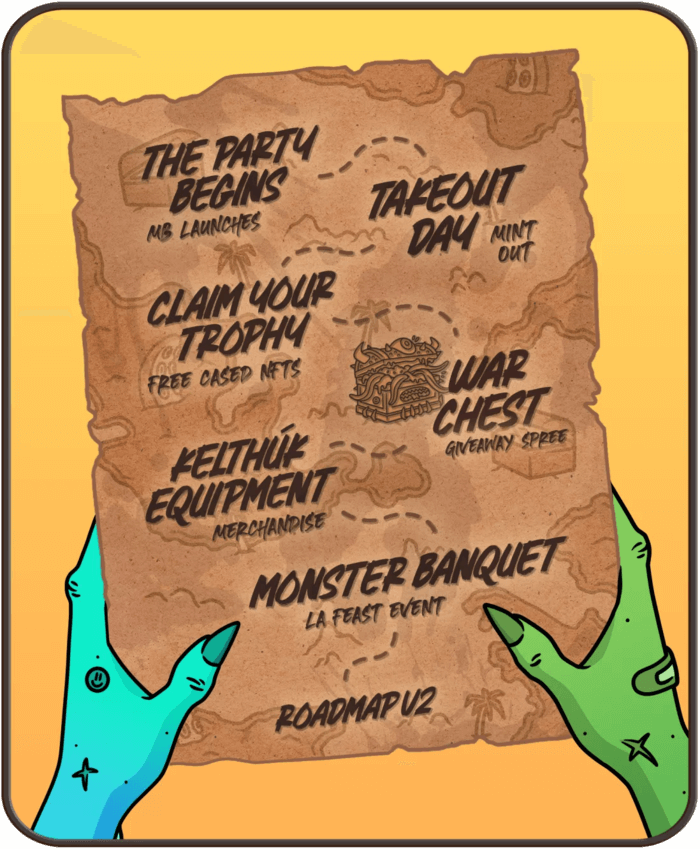 THE PARTY
BEGINS
MB LAUNCHES
TAKEOUT
DAY
MINT
OUT
CLAIM YOUR
TROPHY
FREE CASED NFTS
WAR
CHEST
GIVEAWAY SPREE
KELTHÚK
EQUIPMENT
MERCHANDISE
MONSTER BANQUET
LA FEAST EVENT
ROADMAP V2